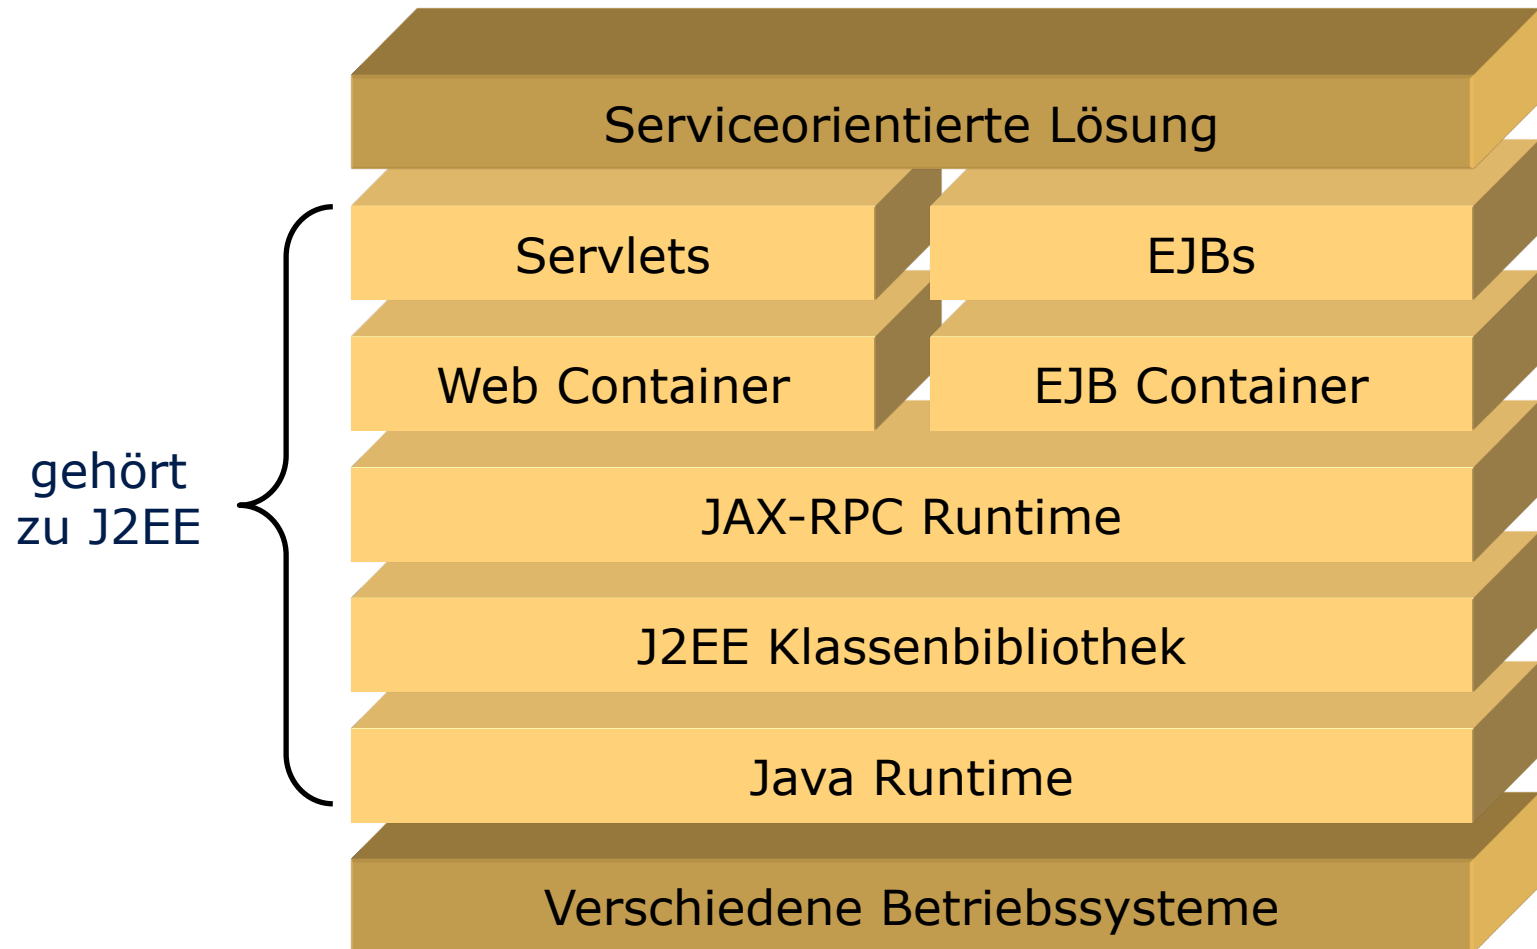 Serviceorientierte Lösung
Servlets
EJBs
Web Container
EJB Container
gehört
zu J2EE
JAX-RPC Runtime
J2EE Klassenbibliothek
Java Runtime
Verschiedene Betriebssysteme